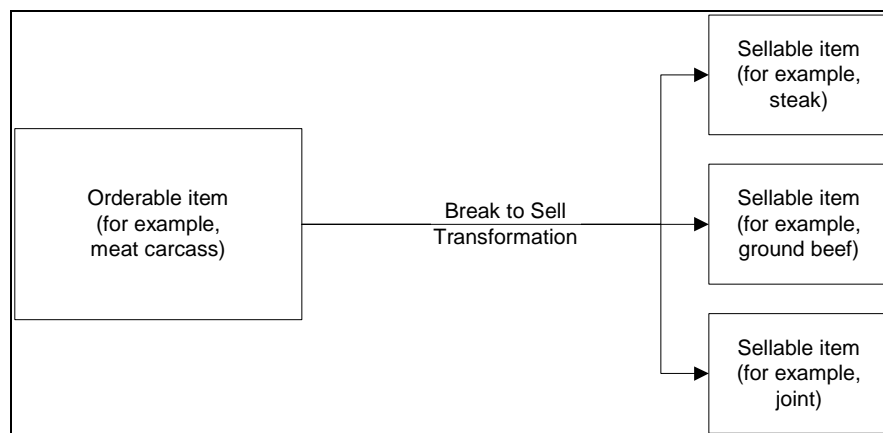 Orderable item
(for example,
meat carcass)
Break to Sell
Transformation
Sellable item
(for example,
steak)
Sellable item
(for example,
ground beef)
Sellable item
(for example,
joint)